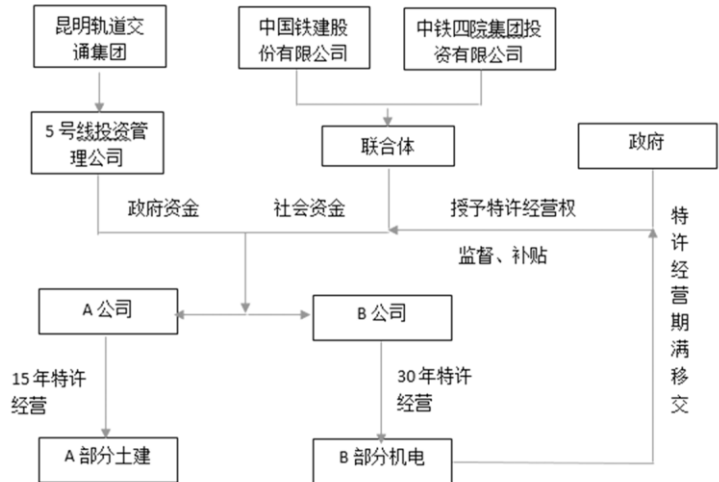 昆明轨道交
通集团
中国铁建股
份有限公司
中铁四院集团投
资有限公司
5号线投资管
理公司
联合体
政府
政府资金
社会资金
授予特许经营权
监督、补贴
特
许
经
营
期
满
移
交
A公司
B公司
15年特许
经营
30年特许
经营
A部分土建
B部分机电